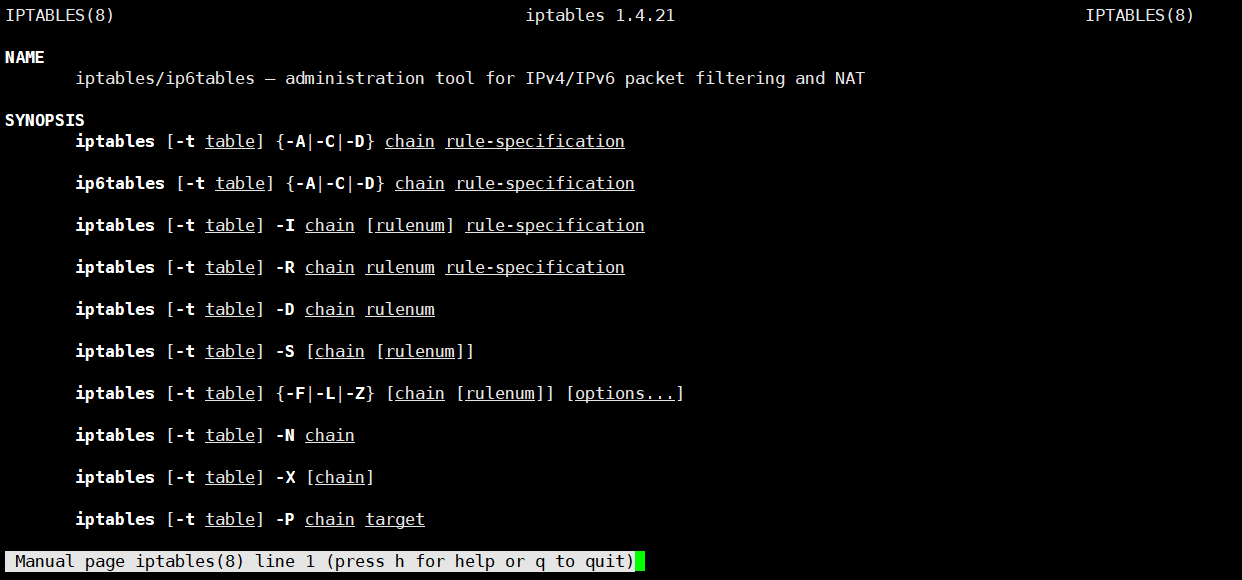 IPTABLES(8) iptables 1.4.21 IPTABLES(8)
NAME
iptables/ip6tables — administration tool for IPv4/IPv6 packet filtering and NAT
SYNOPSIS
iptables [-t table] {-A|-C|-D} chain rule-specification
ip6tables [-t table] {-A|-C|-D} chain rule-specification
iptables [-t table] -I chain [rulenum] rule-specification
iptables [-t table] -R chain rulenum rule-specification
iptables [-t table] -D chain rulenum
iptables [-t table] -S [chain [rulenum]]
iptables [-t table] {-F|-L|-Z} [chain [rulenum]] [options...]
iptables [-t table] -N chain
iptables [-t table] -X [chain]
iptables [-t table] -P chain target
Manual page iptables(8) line 1 (press h for help or q to quit)